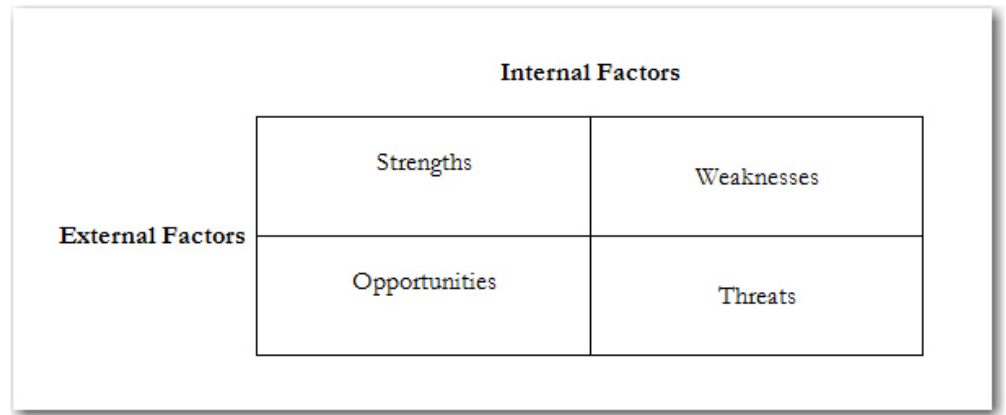 Internal Factors
Strengths
Weaknesses
External Factors
Opportunities
Threats